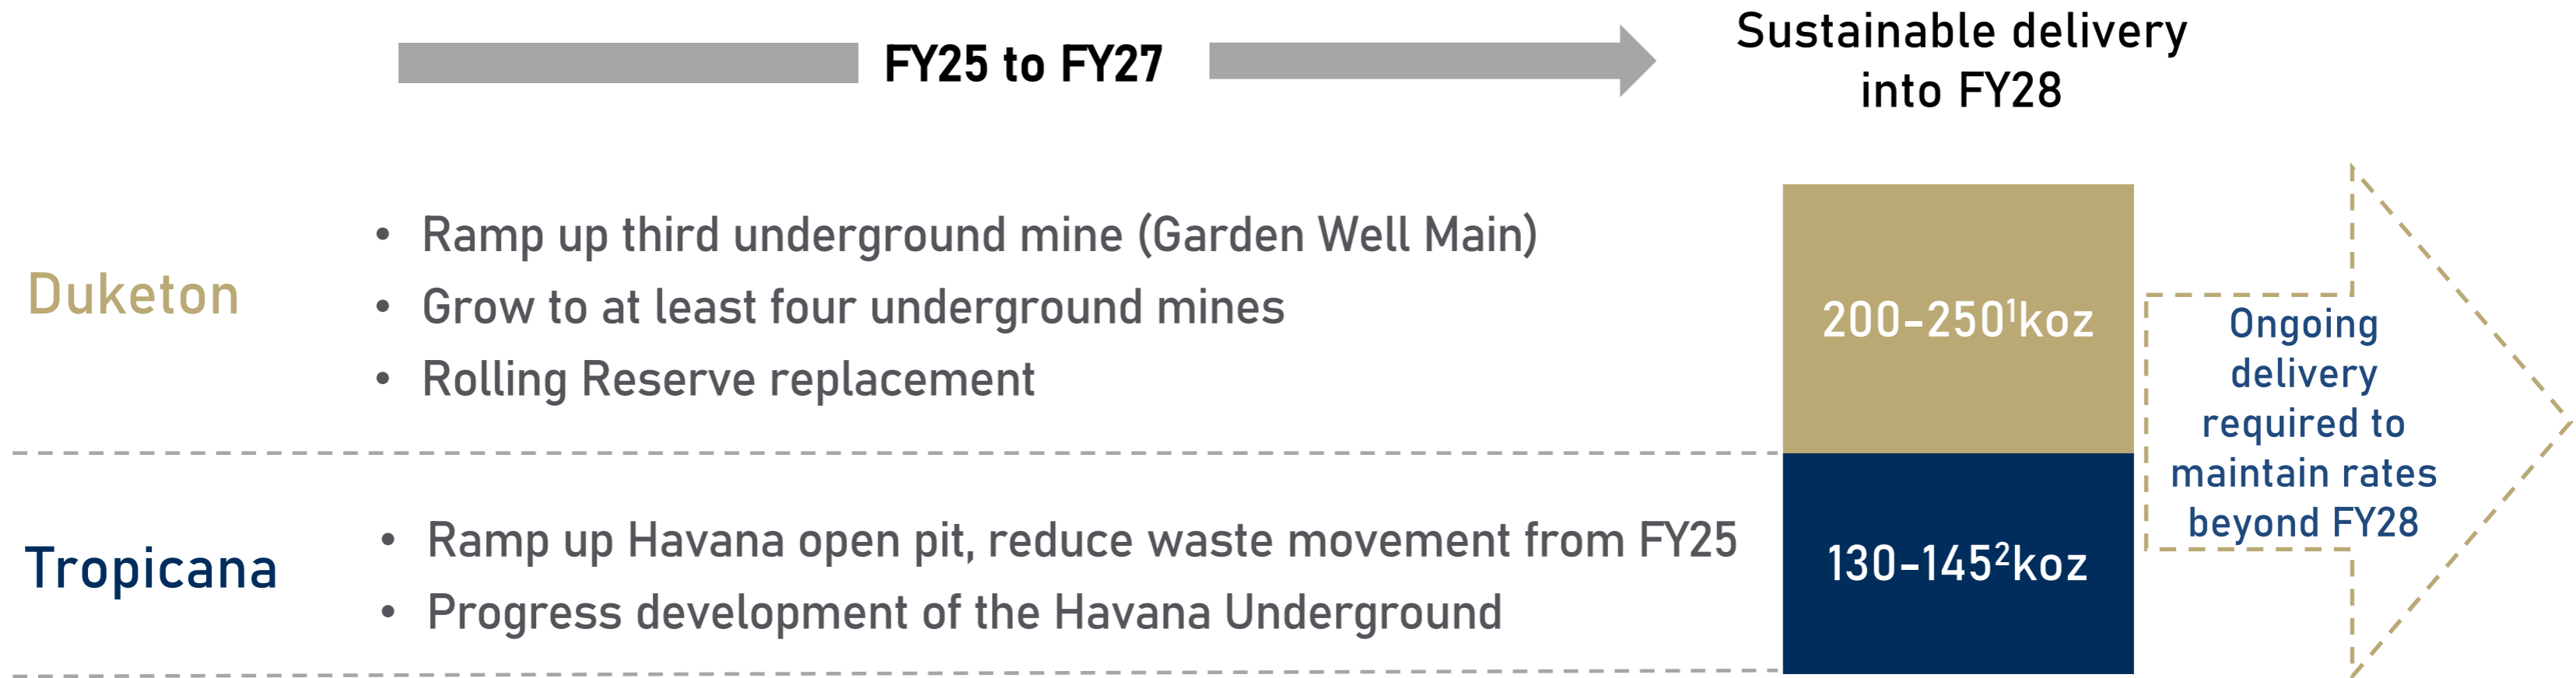 FY25 to FY27
Sustainable delivery
into FY28
Duketon
• Ramp up third underground mine (Garden Well Main)
• Grow to at least four underground mines
• Rolling Reserve replacement
200-250¹koz
Tropicana
• Ramp up Havana open pit, reduce waste movement from FY25
• Progress development of the Havana Underground
130-145²koz
Ongoing
delivery
required to
maintain rates
beyond FY28